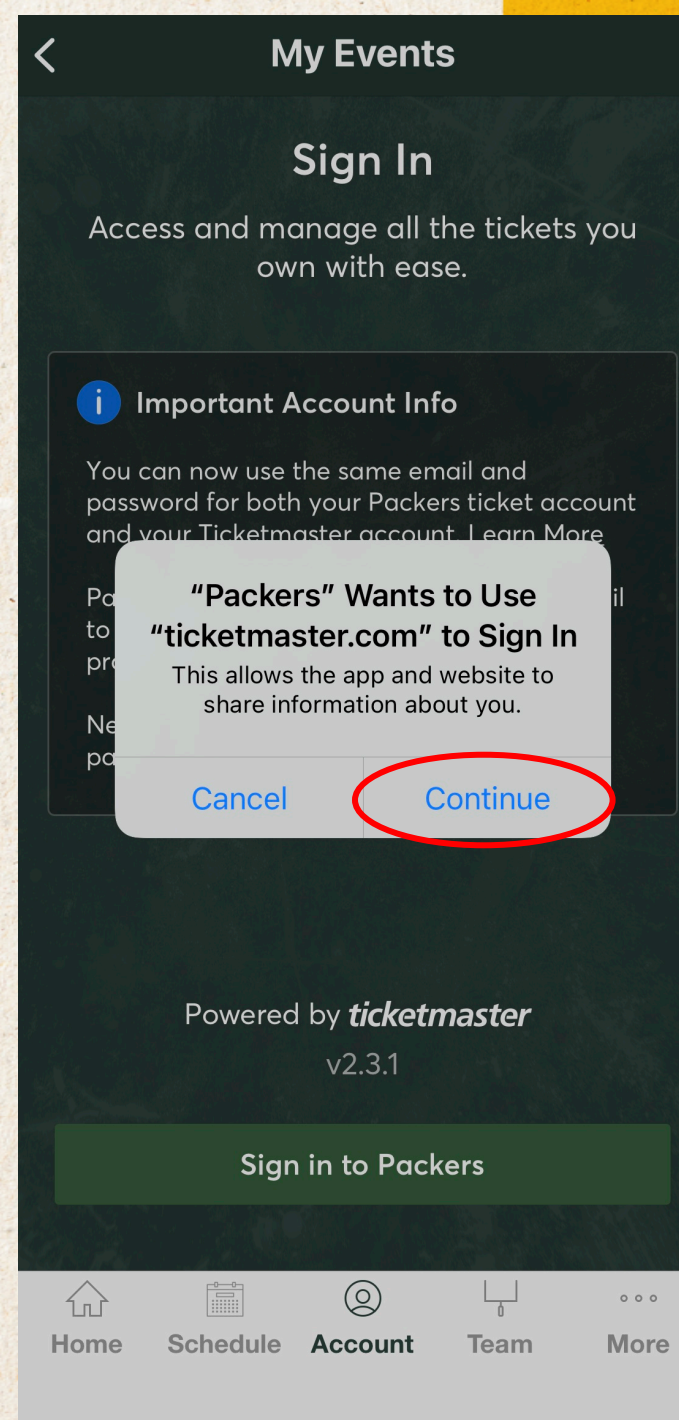 My Events
Sign In
Access and manage all the tickets you
own with ease.
i Important Account Info
You can now use the same email and
password for both your Packers ticket account
and your Ticketmaster account. Learn More
“Packers” Wants to Use
“ticketmaster.com” to Sign In
This allows the app and website to
share information about you.
Cancel Continue
Powered by ticketmaster
v2.3.1
Sign in to Packers
Home Schedule Account Team More